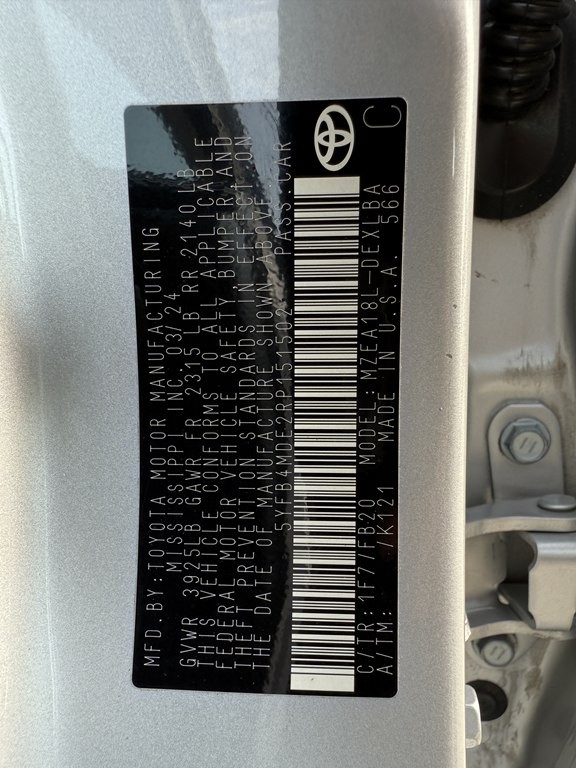 MFD.BY:TOYOTA MOTOR MANUFACTURING
MISSISSIPPI INC. 03/24
GVWR 3925LB GAWR FR 2315 LB RR 2140LB
THIS VEHICLE CONFORMS TO ALL APPLICABLE
FEDERAL MOTOR VEHICLE SAFETY, BUMPER, AND
THEFT PREVENTION STANDARDS IN EFFECT ON
THE DATE OF MANUFACTURE SHOWN ABOVE.
5YFB4MDE2RP151502 PASS.CAR
C/TR:1F7/FB20 MODEL:MZEA18L-DEXLBA
A/TM: /K121 MADE IN U.S.A. 566
C